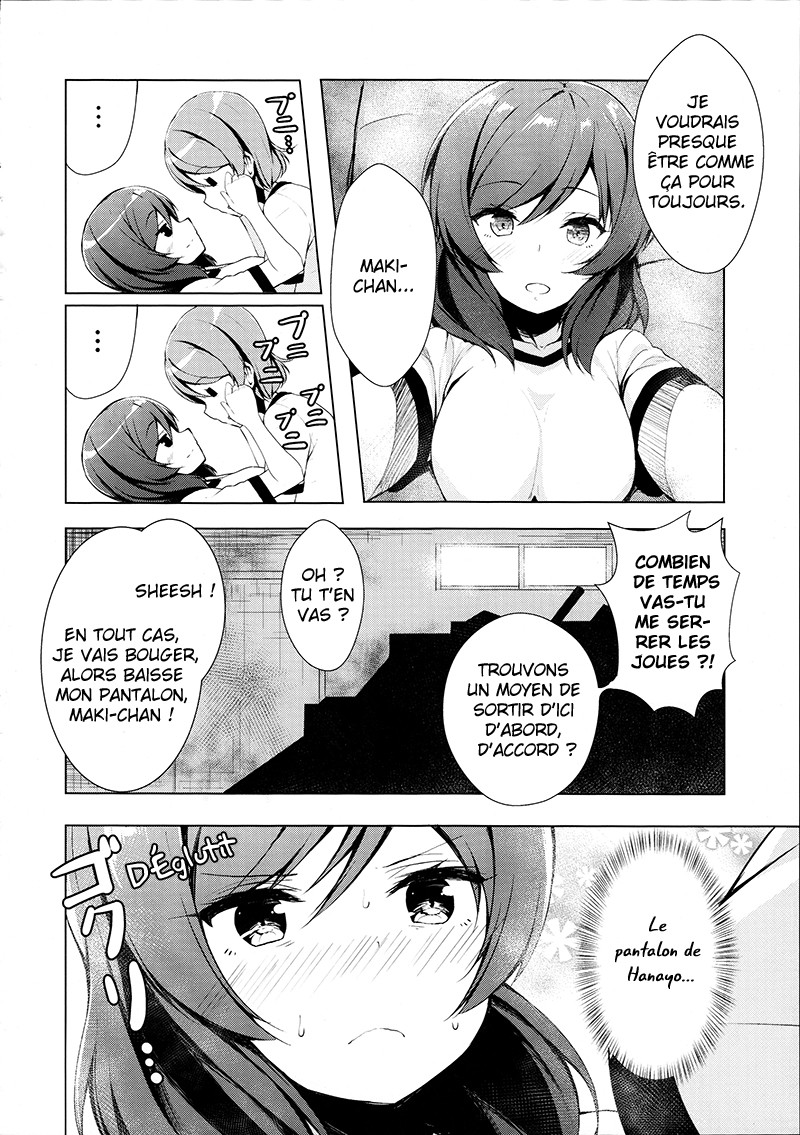 JE
VOUDRAIS
PRESQUE
ÊTRE COMME
ÇA POUR
TOUJOURS.
MAKI-
CHAN...
プニ…
...
プニ
プニ
プニ
...
COMBIEN
DE TEMPS
VAS-TU
ME SER-
RER LES
JOUES ?!
TROUVONS
UN MOYEN DE
SORTIR D'ICI
D'ABORD,
D'ACCORD ?
OH ?
TU T'EN
VAS ?
SHEESH !
EN TOUT CAS,
JE VAIS BOUGER,
ALORS BAISSE
MON PANTALON,
MAKI-CHAN !
Le
pantalon de
Hanayo...
DÉglutt
ゴクリ…